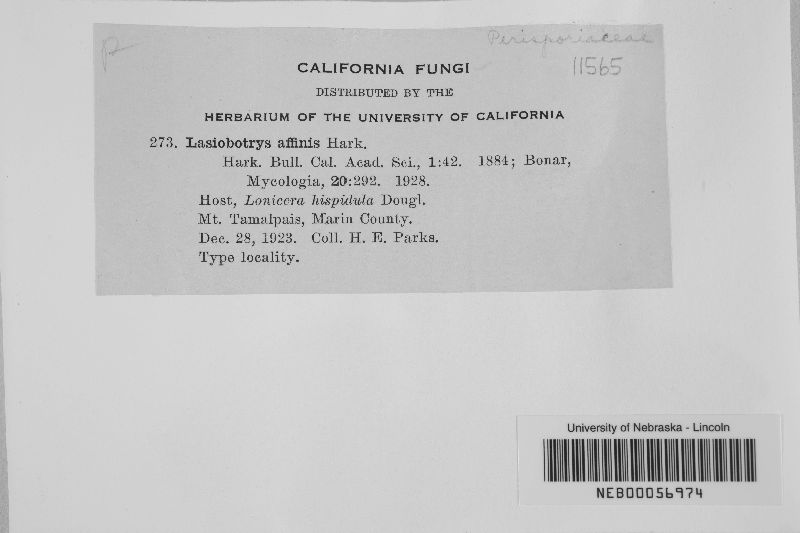 p
Perisporiaceae
11565
CALIFORNIA FUNGI
DISTRIBUTED BY THE
HERBARIUM OF THE UNIVERSITY OF CALIFORNIA
273. Lasiobotrys affinis Hark.
Hark. Bull. Cal. Acad. Sci., 1:42. 1884; Bonar,
Mycologia, 20:292. 1928.
Host, Lonicera hispidula Dougl.
Mt. Tamalpais, Marin County.
Dec. 28, 1923. Coll. H. E. Parks.
Type locality.
University of Nebraska - Lincoln
NEB00056974